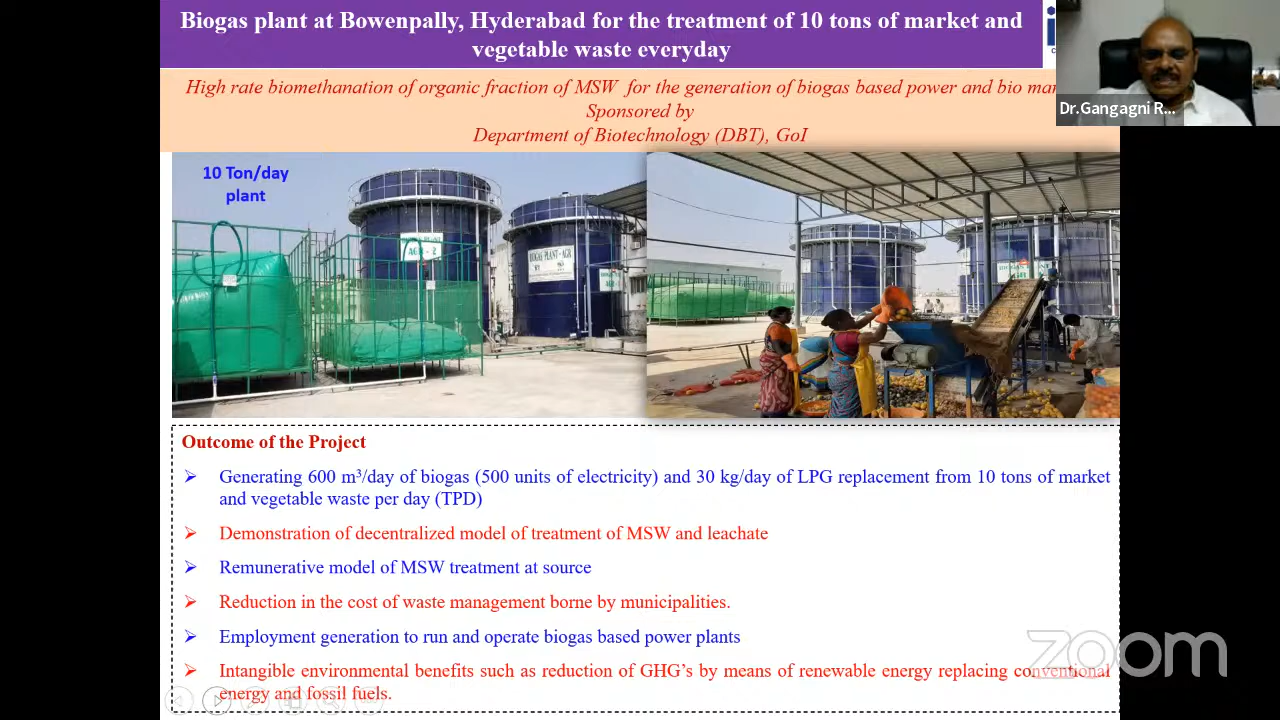 Biogas plant at Bowenpally, Hyderabad for the treatment of 10 tons of market and
vegetable waste everyday
High rate biomethanation of organic fraction of MSW for the generation of biogas based power and bio
Sponsored by
Department of Biotechnology (DBT), GoI
Dr.Gangagni R...
10 Ton/day
plant
AGR - 2
BIOGAS PLANT - AGR
Outcome of the Project
➢ Generating 600 m³/day of biogas (500 units of electricity) and 30 kg/day of LPG replacement from 10 tons of market
and vegetable waste per day (TPD)
➢ Demonstration of decentralized model of treatment of MSW and leachate
➢ Remunerative model of MSW treatment at source
➢ Reduction in the cost of waste management borne by municipalities.
➢ Employment generation to run and operate biogas based power plants
➢ Intangible environmental benefits such as reduction of GHG's by means of renewable energy replacing conventional
energy and fossil fuels.
zoom